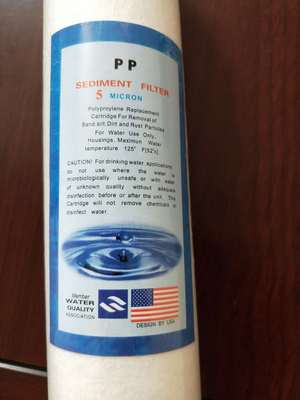 PP
SEDIMENT FILTER
5 MICRON
Polyproplene Replacement
Cartridge For Removal of
Sand silt,Dirt and Rust Particles
For Water Use Only,
Housings, Maximun Water
temperature 125° F(52℃)
CAUTION! For drinking water applications
do not use where the water is
microbiologically unsafe or with water
of unknown quality without adequate
disinfection before or after the unit. This
Cartridge will not remove chemicals or
disinfect water.
Member
WATER
QUALITY
ASSOCIATION
DESIGN BY USA